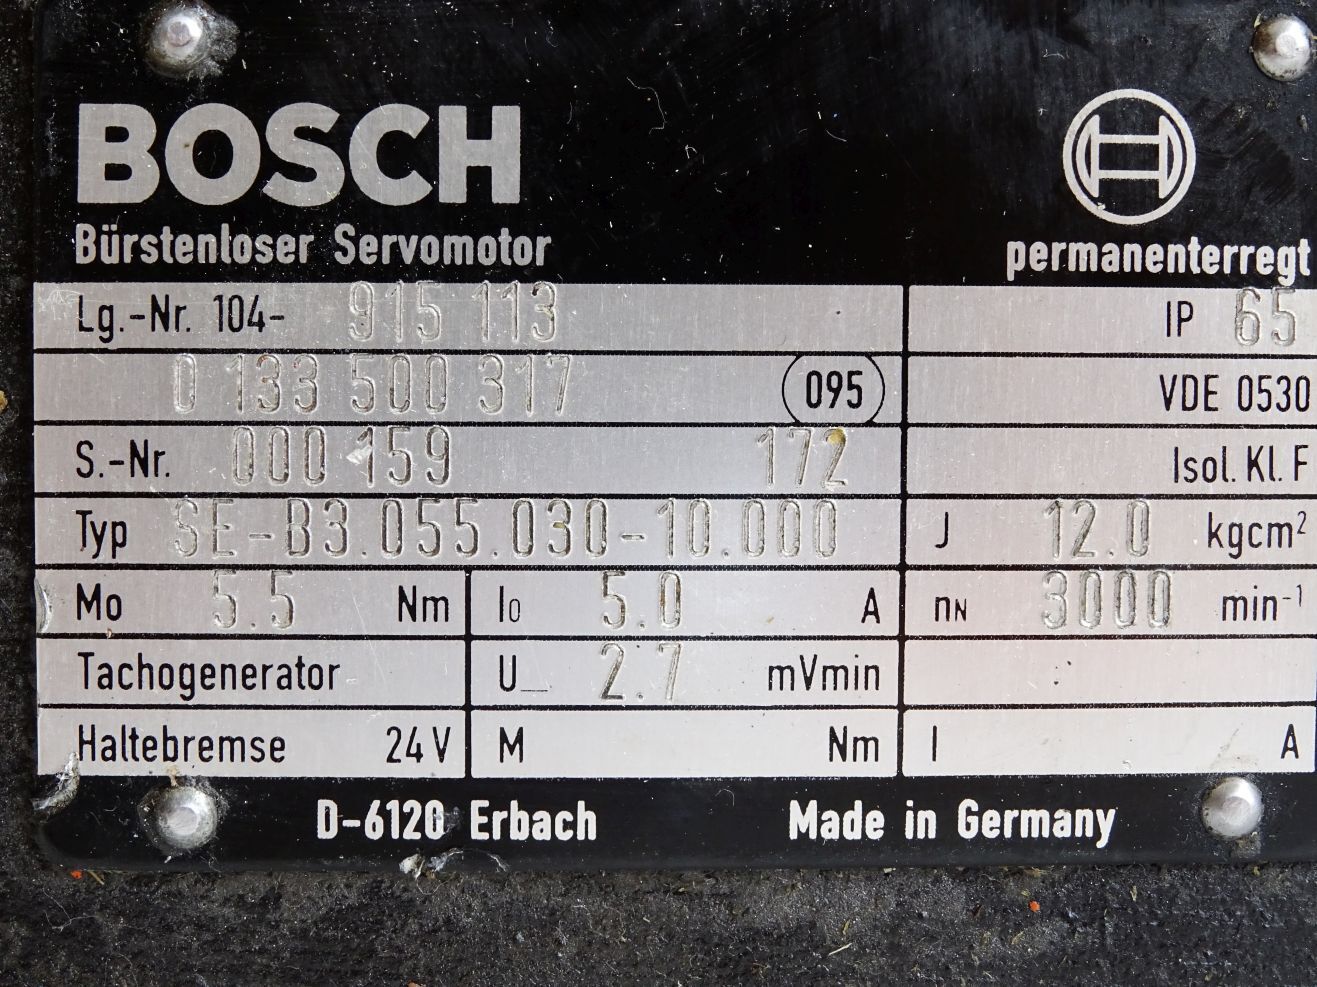 BOSCH
Bürstenloser Servomotor
permanenterregt
Lg.-Nr. 104- 915 113 IP 65
0 133 500 317 095 VDE 0530
S.-Nr. 000 159 172 Isol. Kl. F
Typ SE-B3.055.030-10.000 J 12.0 kgcm²
Mo 5.5 Nm I₀ 5.0 A nN 3000 min⁻¹
Tachogenerator U_ 2.7 mVmin
Haltebremse 24V M Nm I A
D-6120 Erbach Made in Germany